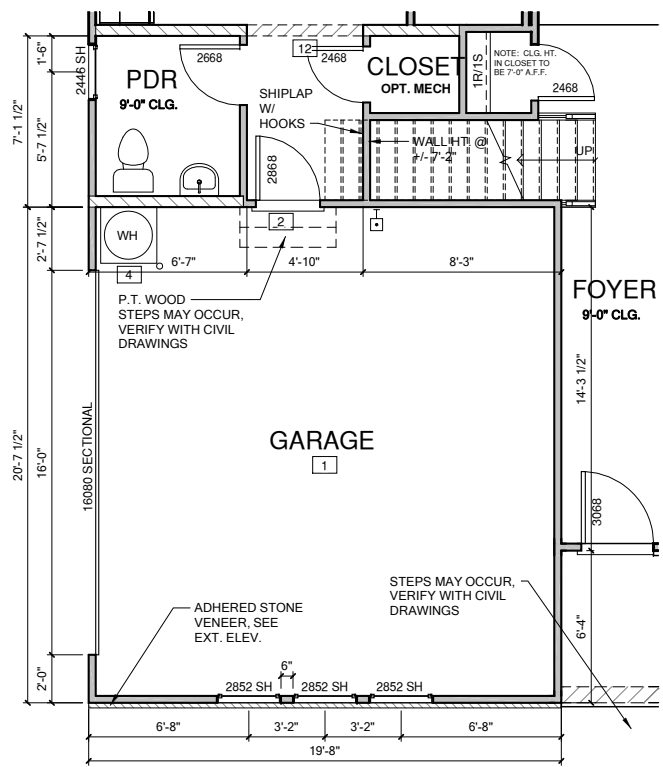 1'-6"
2446 SH
PDR
9'-0" CLG.
2668
12
2468
CLOSET
OPT. MECH
1R/1S
NOTE: CLG. HT.
IN CLOSET TO
BE 7'-0" A.F.F.
2468
7'-1 1/2"
5'-7 1/2"
SHIPLAP
W/
HOOKS
WALL HT. @
+/- 7'-2"
UP
2868
2'-7 1/2"
WH
4
2
6'-7"
4'-10"
8'-3"
FOYER
9'-0" CLG.
P.T. WOOD
STEPS MAY OCCUR,
VERIFY WITH CIVIL
DRAWINGS
14'-3 1/2"
20'-7 1/2"
16'-0"
16080 SECTIONAL
GARAGE
1
3068
STEPS MAY OCCUR,
VERIFY WITH CIVIL
DRAWINGS
ADHERED STONE
VENEER, SEE
EXT. ELEV.
6'-4"
2'-0"
6"
2852 SH
2852 SH
2852 SH
6'-8"
3'-2"
3'-2"
6'-8"
19'-8"